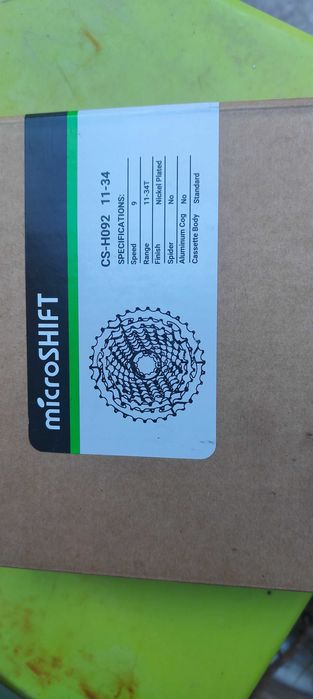 microSHIFT
CS-H092 11-34
SPECIFICATIONS:
Speed 9
Range 11-34T
Finish Nickel Plated
Spider No
Aluminum Cog No
Cassette Body Standard